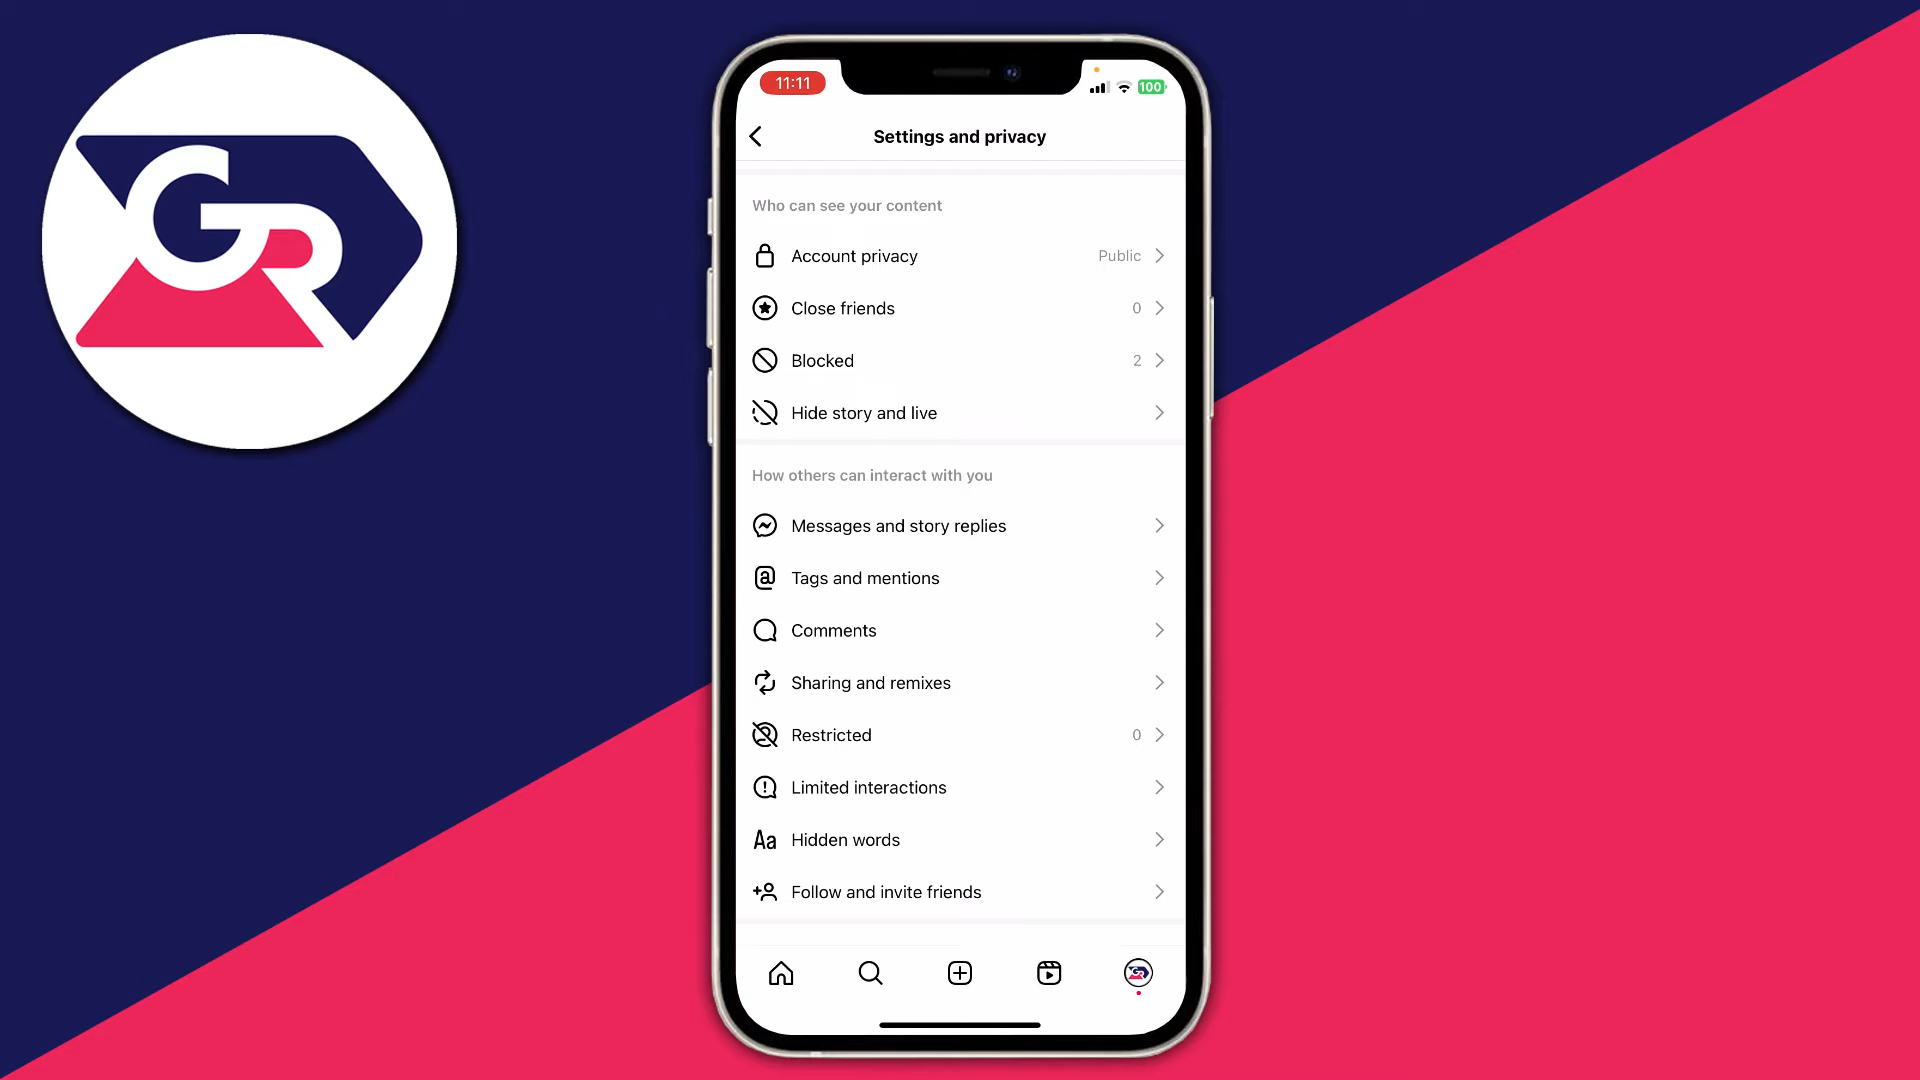 GR
11:11
100
Settings and privacy
Who can see your content
Account privacy Public
Close friends 0
Blocked 2
Hide story and live
How others can interact with you
Messages and story replies
Tags and mentions
Comments
Sharing and remixes
Restricted 0
Limited interactions
Aa Hidden words
Follow and invite friends
GR